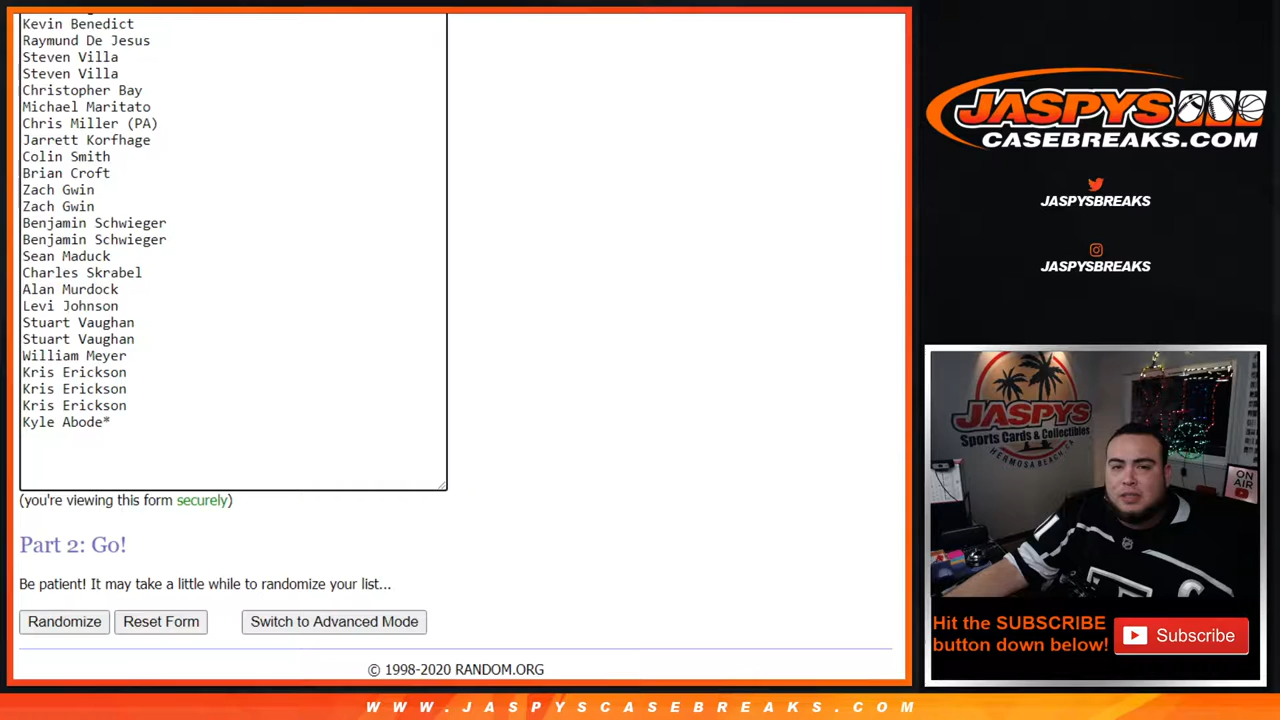 Kevin Benedict
Raymund De Jesus
Steven Villa
Steven Villa
Christopher Bay
Michael Maritato
Chris Miller (PA)
Jarrett Korfhage
Colin Smith
Brian Croft
Zach Gwin
Zach Gwin
Benjamin Schwieger
Benjamin Schwieger
Sean Maduck
Charles Skrabel
Alan Murdock
Levi Johnson
Stuart Vaughan
Stuart Vaughan
William Meyer
Kris Erickson
Kris Erickson
Kris Erickson
Kyle Abode*
(you're viewing this form securely)
Part 2: Go!
Be patient! It may take a little while to randomize your list...
Randomize
Reset Form
Switch to Advanced Mode
© 1998-2020 RANDOM.ORG
JASPYS
CASEBREAKS.COM
JASPYSBREAKS
JASPYSBREAKS
JASPYS
Sports Cards & Collectibles
HERMOSA BEACH, CA
ON
AIR
Hit the SUBSCRIBE
button down below!
Subscribe
WWW.JASPYSCASEBREAKS.COM